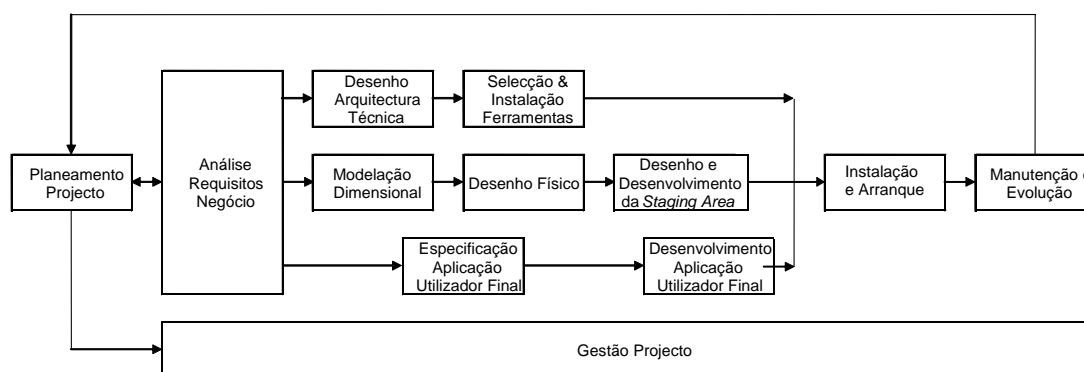 Planeamento
Projecto
Análise
Requisitos
Negócio
Desenho
Arquitectura
Técnica
Selecção &
Instalação
Ferramentas
Modelação
Dimensional
Desenho Físico
Desenho e
Desenvolvimento
da Staging Area
Especificação
Aplicação
Utilizador Final
Desenvolvimento
Aplicação
Utilizador Final
Instalação
e Arranque
Manutenção e
Evolução
Gestão Projecto